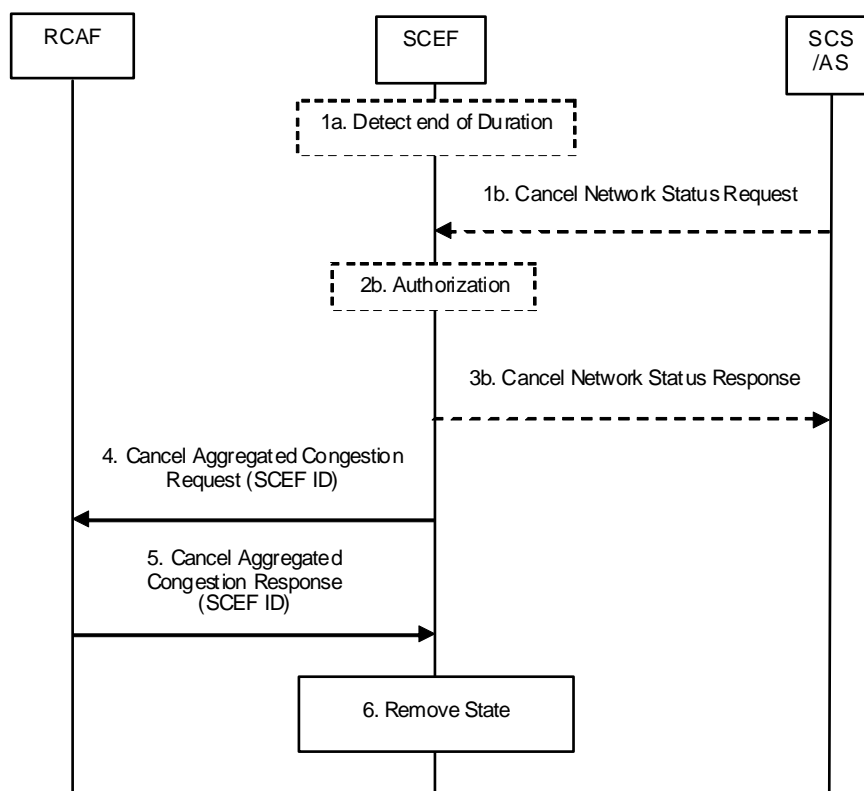 RCAF
SCEF
SCS
/AS
1a. Detect end of Duration
1b. Cancel Network Status Request
2b. Authorization
3b. Cancel Network Status Response
4. Cancel Aggregated Congestion
Request (SCEF ID)
5. Cancel Aggregated
Congestion Response
(SCEF ID)
6. Remove State